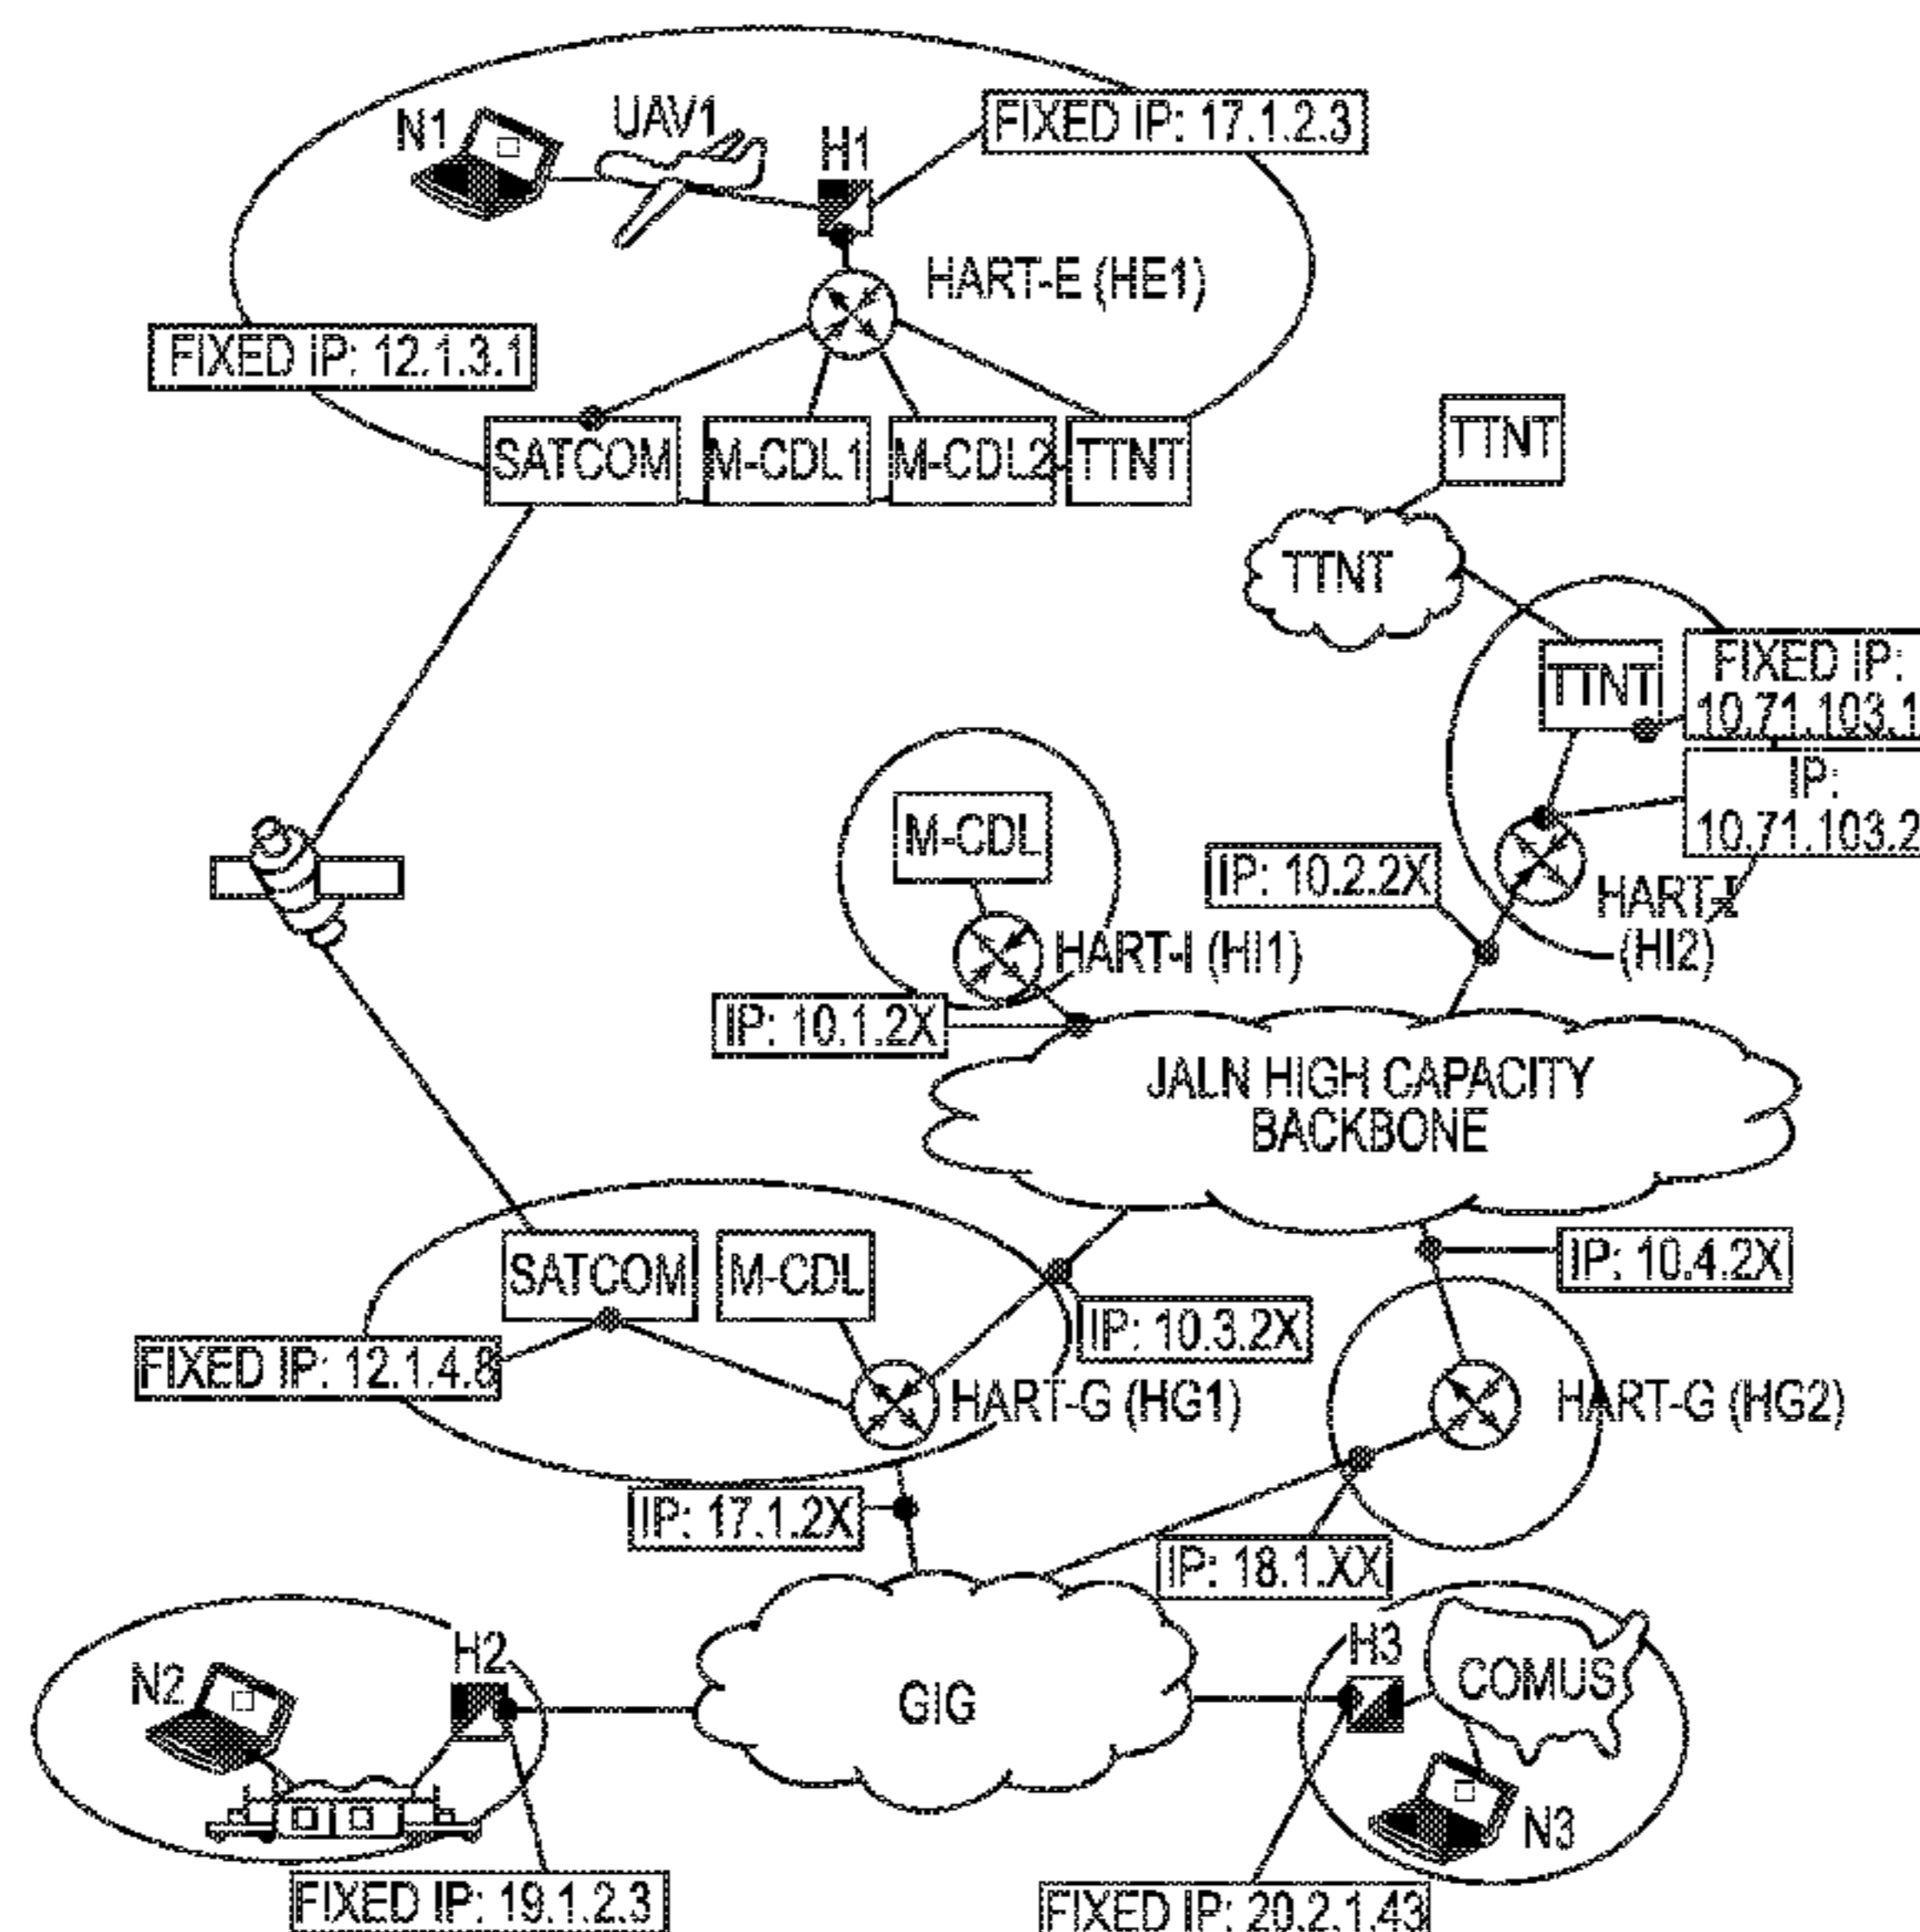 N1
UAV1
H1
FIXED IP: 17.1.2.3
HART-E (HE1)
FIXED IP: 12.1.3.1
SATCOM
M-CDL1
M-CDL2
TTNT
TTNT
TTNT
TTNT
FIXED IP:
10.71.103.1
IP:
10.71.103.2
M-CDL
IP: 10.2.2X
HART-I
(HI2)
HART-I (HI1)
IP: 10.1.2X
JALN HIGH CAPACITY
BACKBONE
SATCOM
M-CDL
IP: 10.4.2X
IP: 10.3.2X
FIXED IP: 12.1.4.8
HART-G (HG1)
HART-G (HG2)
IP: 17.1.2X
IP: 18.1.XX
N2
H2
GIG
H3
COMUS
N3
FIXED IP: 19.1.2.3
FIXED IP: 20.2.1.43